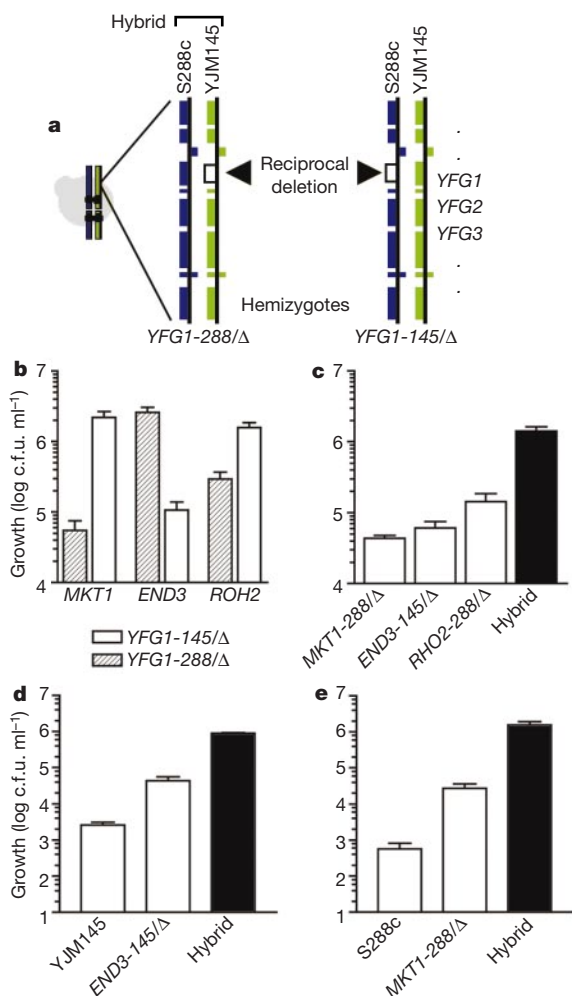 Hybrid
S288c
YJM145
S288c
YJM145
a
Reciprocal
deletion
.
.
YFG1
YFG2
YFG3
.
.
Hemizygotes
YFG1-288/Δ
YFG1-145/Δ
b
Growth (log c.f.u. ml⁻¹)
7
6
5
4
MKT1
END3
ROH2
YFG1-145/Δ
YFG1-288/Δ
c
7
6
5
4
MKT1-288/Δ
END3-145/Δ
RHO2-288/Δ
Hybrid
d
Growth (log c.f.u. ml⁻¹)
7
6
5
4
3
2
1
YJM145
END3-145/Δ
Hybrid
e
7
6
5
4
3
2
1
S288c
MKT1-288/Δ
Hybrid